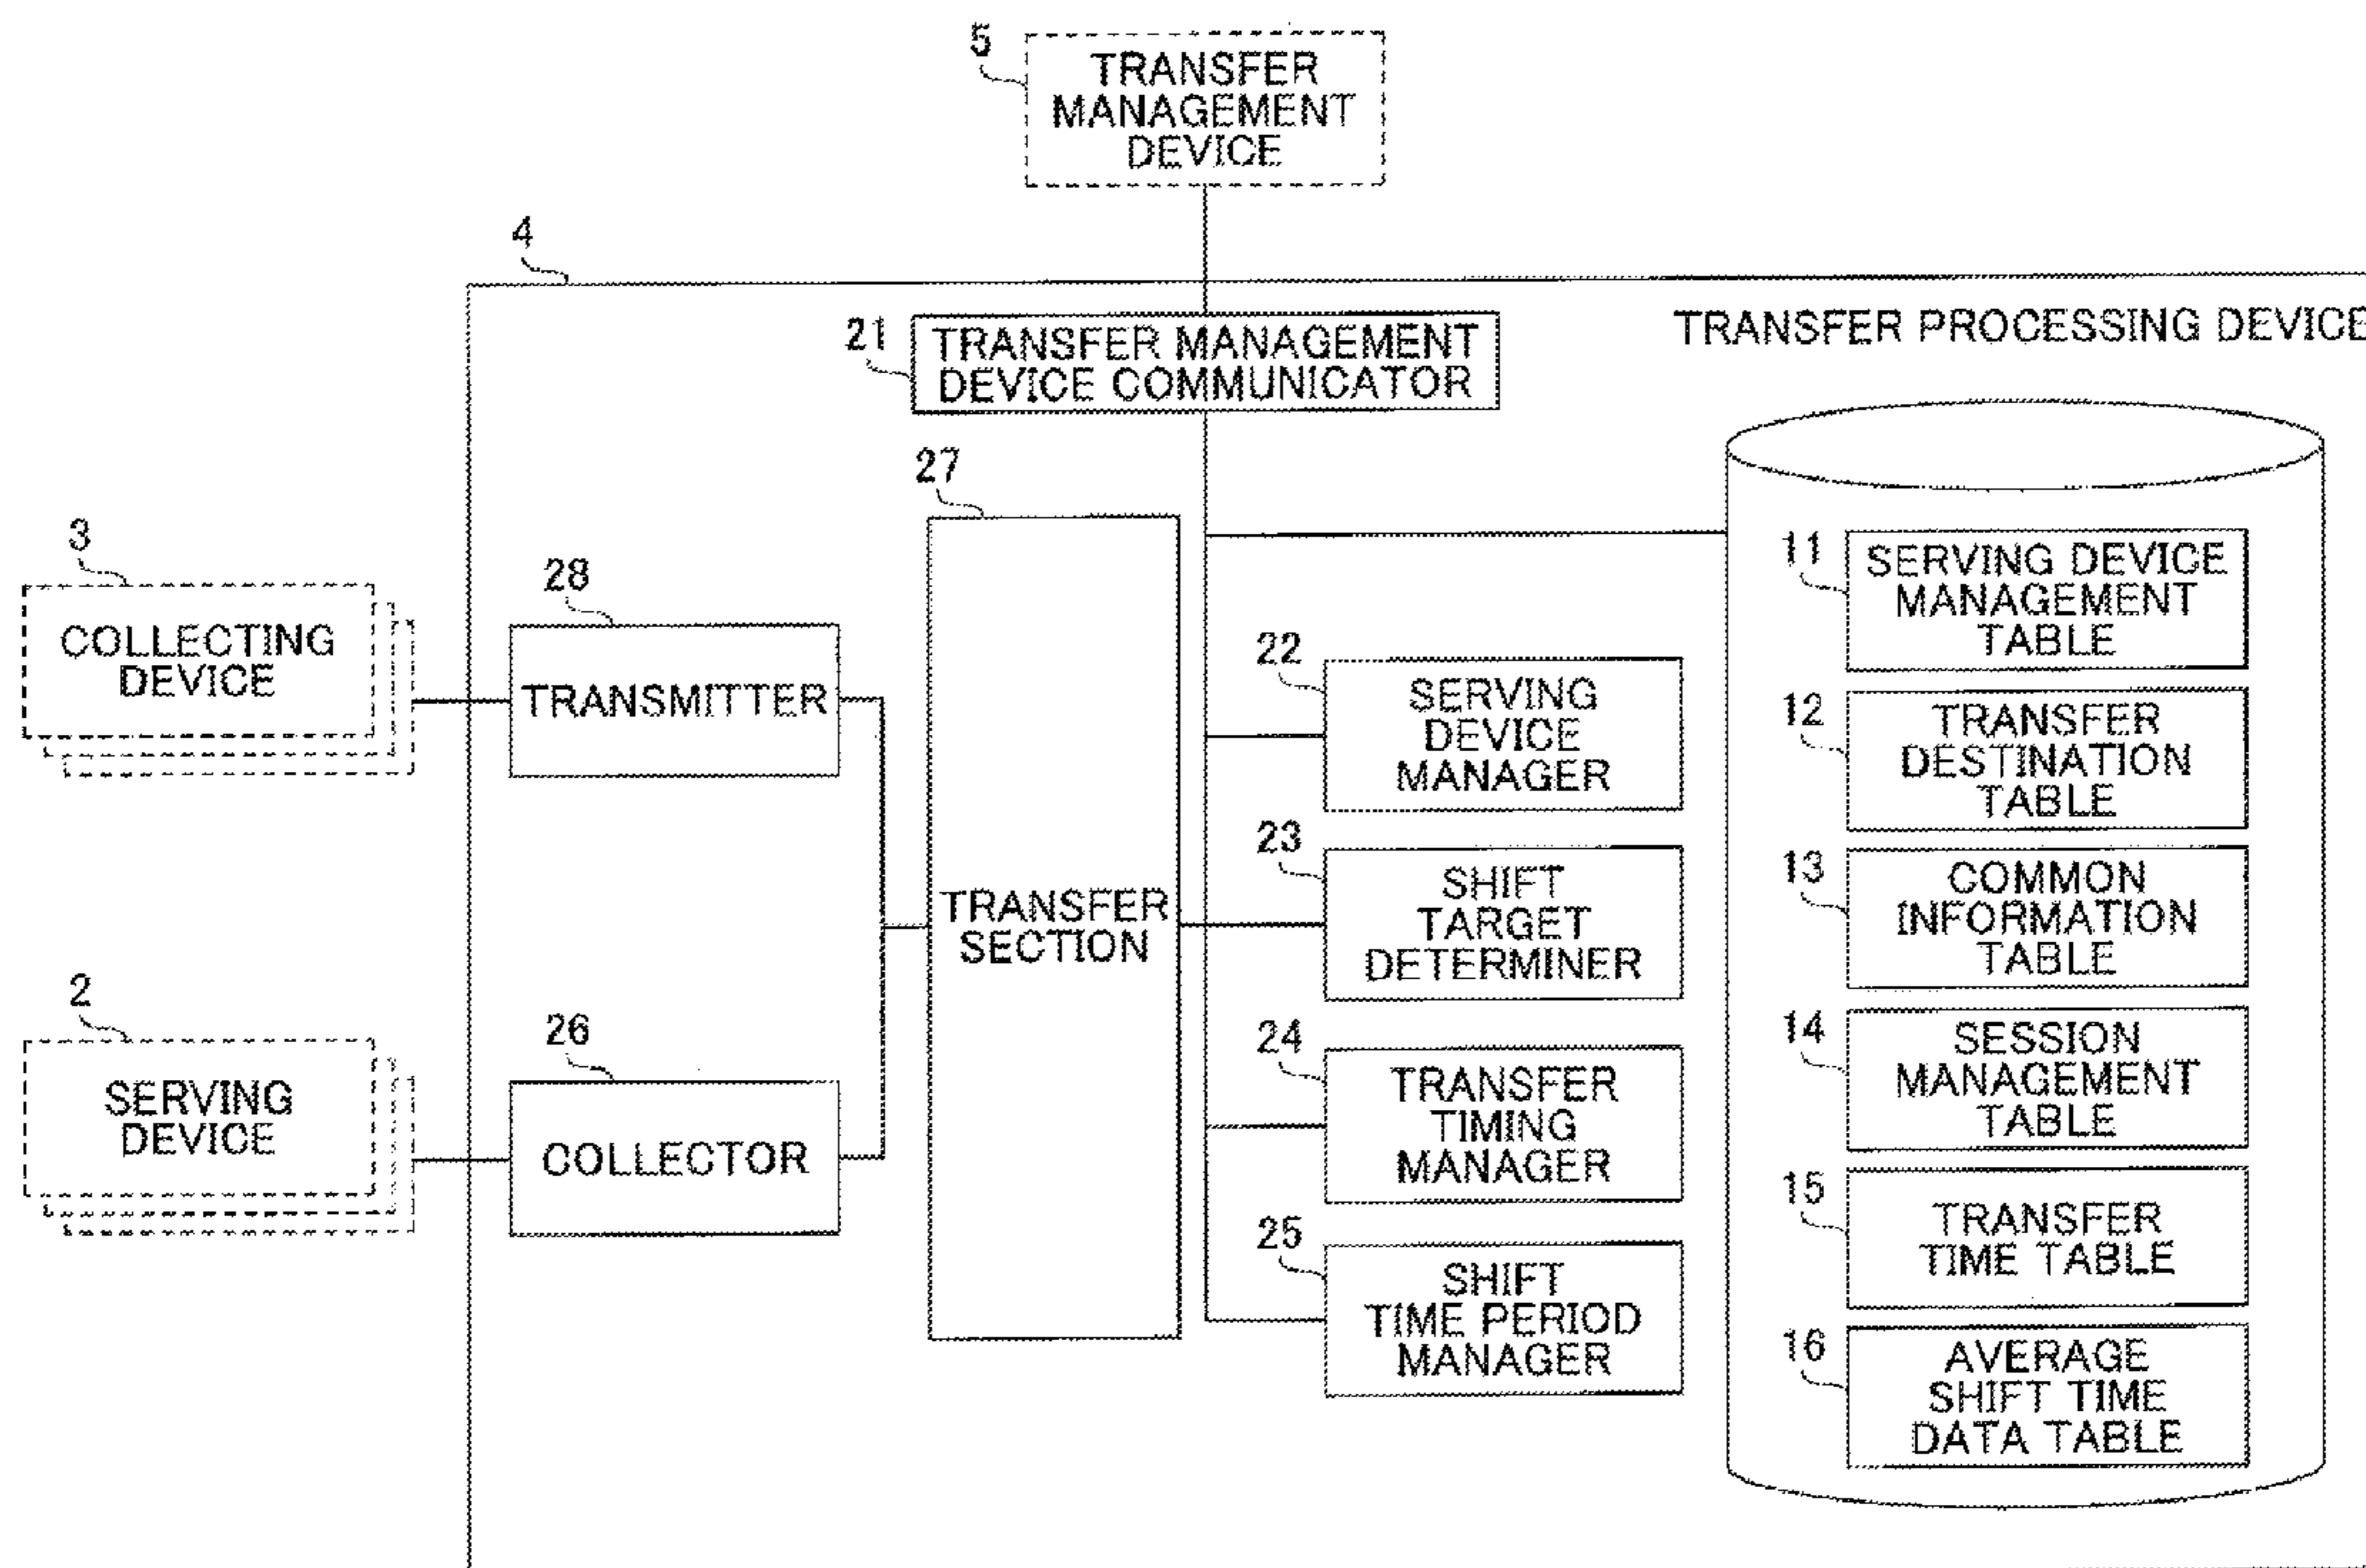 5
TRANSFER
MANAGEMENT
DEVICE
4
TRANSFER PROCESSING DEVICE
21
TRANSFER MANAGEMENT
DEVICE COMMUNICATOR
27
TRANSFER
SECTION
3
COLLECTING
DEVICE
28
TRANSMITTER
2
SERVING
DEVICE
26
COLLECTOR
22
SERVING
DEVICE
MANAGER
23
SHIFT
TARGET
DETERMINER
24
TRANSFER
TIMING
MANAGER
25
SHIFT
TIME PERIOD
MANAGER
11
SERVING DEVICE
MANAGEMENT
TABLE
12
TRANSFER
DESTINATION
TABLE
13
COMMON
INFORMATION
TABLE
14
SESSION
MANAGEMENT
TABLE
15
TRANSFER
TIME TABLE
16
AVERAGE
SHIFT TIME
DATA TABLE